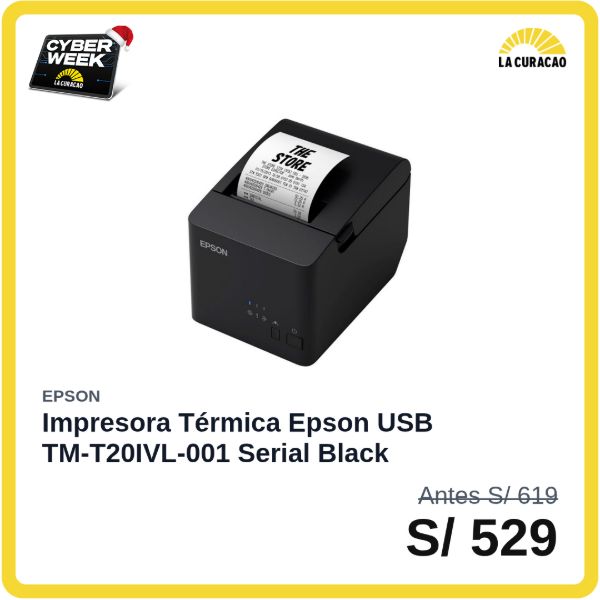 CYBER
WEEK
LA CURACAO
LA CURACAO
THE
STORE
EPSON
EPSON
Impresora Térmica Epson USB
TM-T20IVL-001 Serial Black
Antes S/ 619
S/ 529